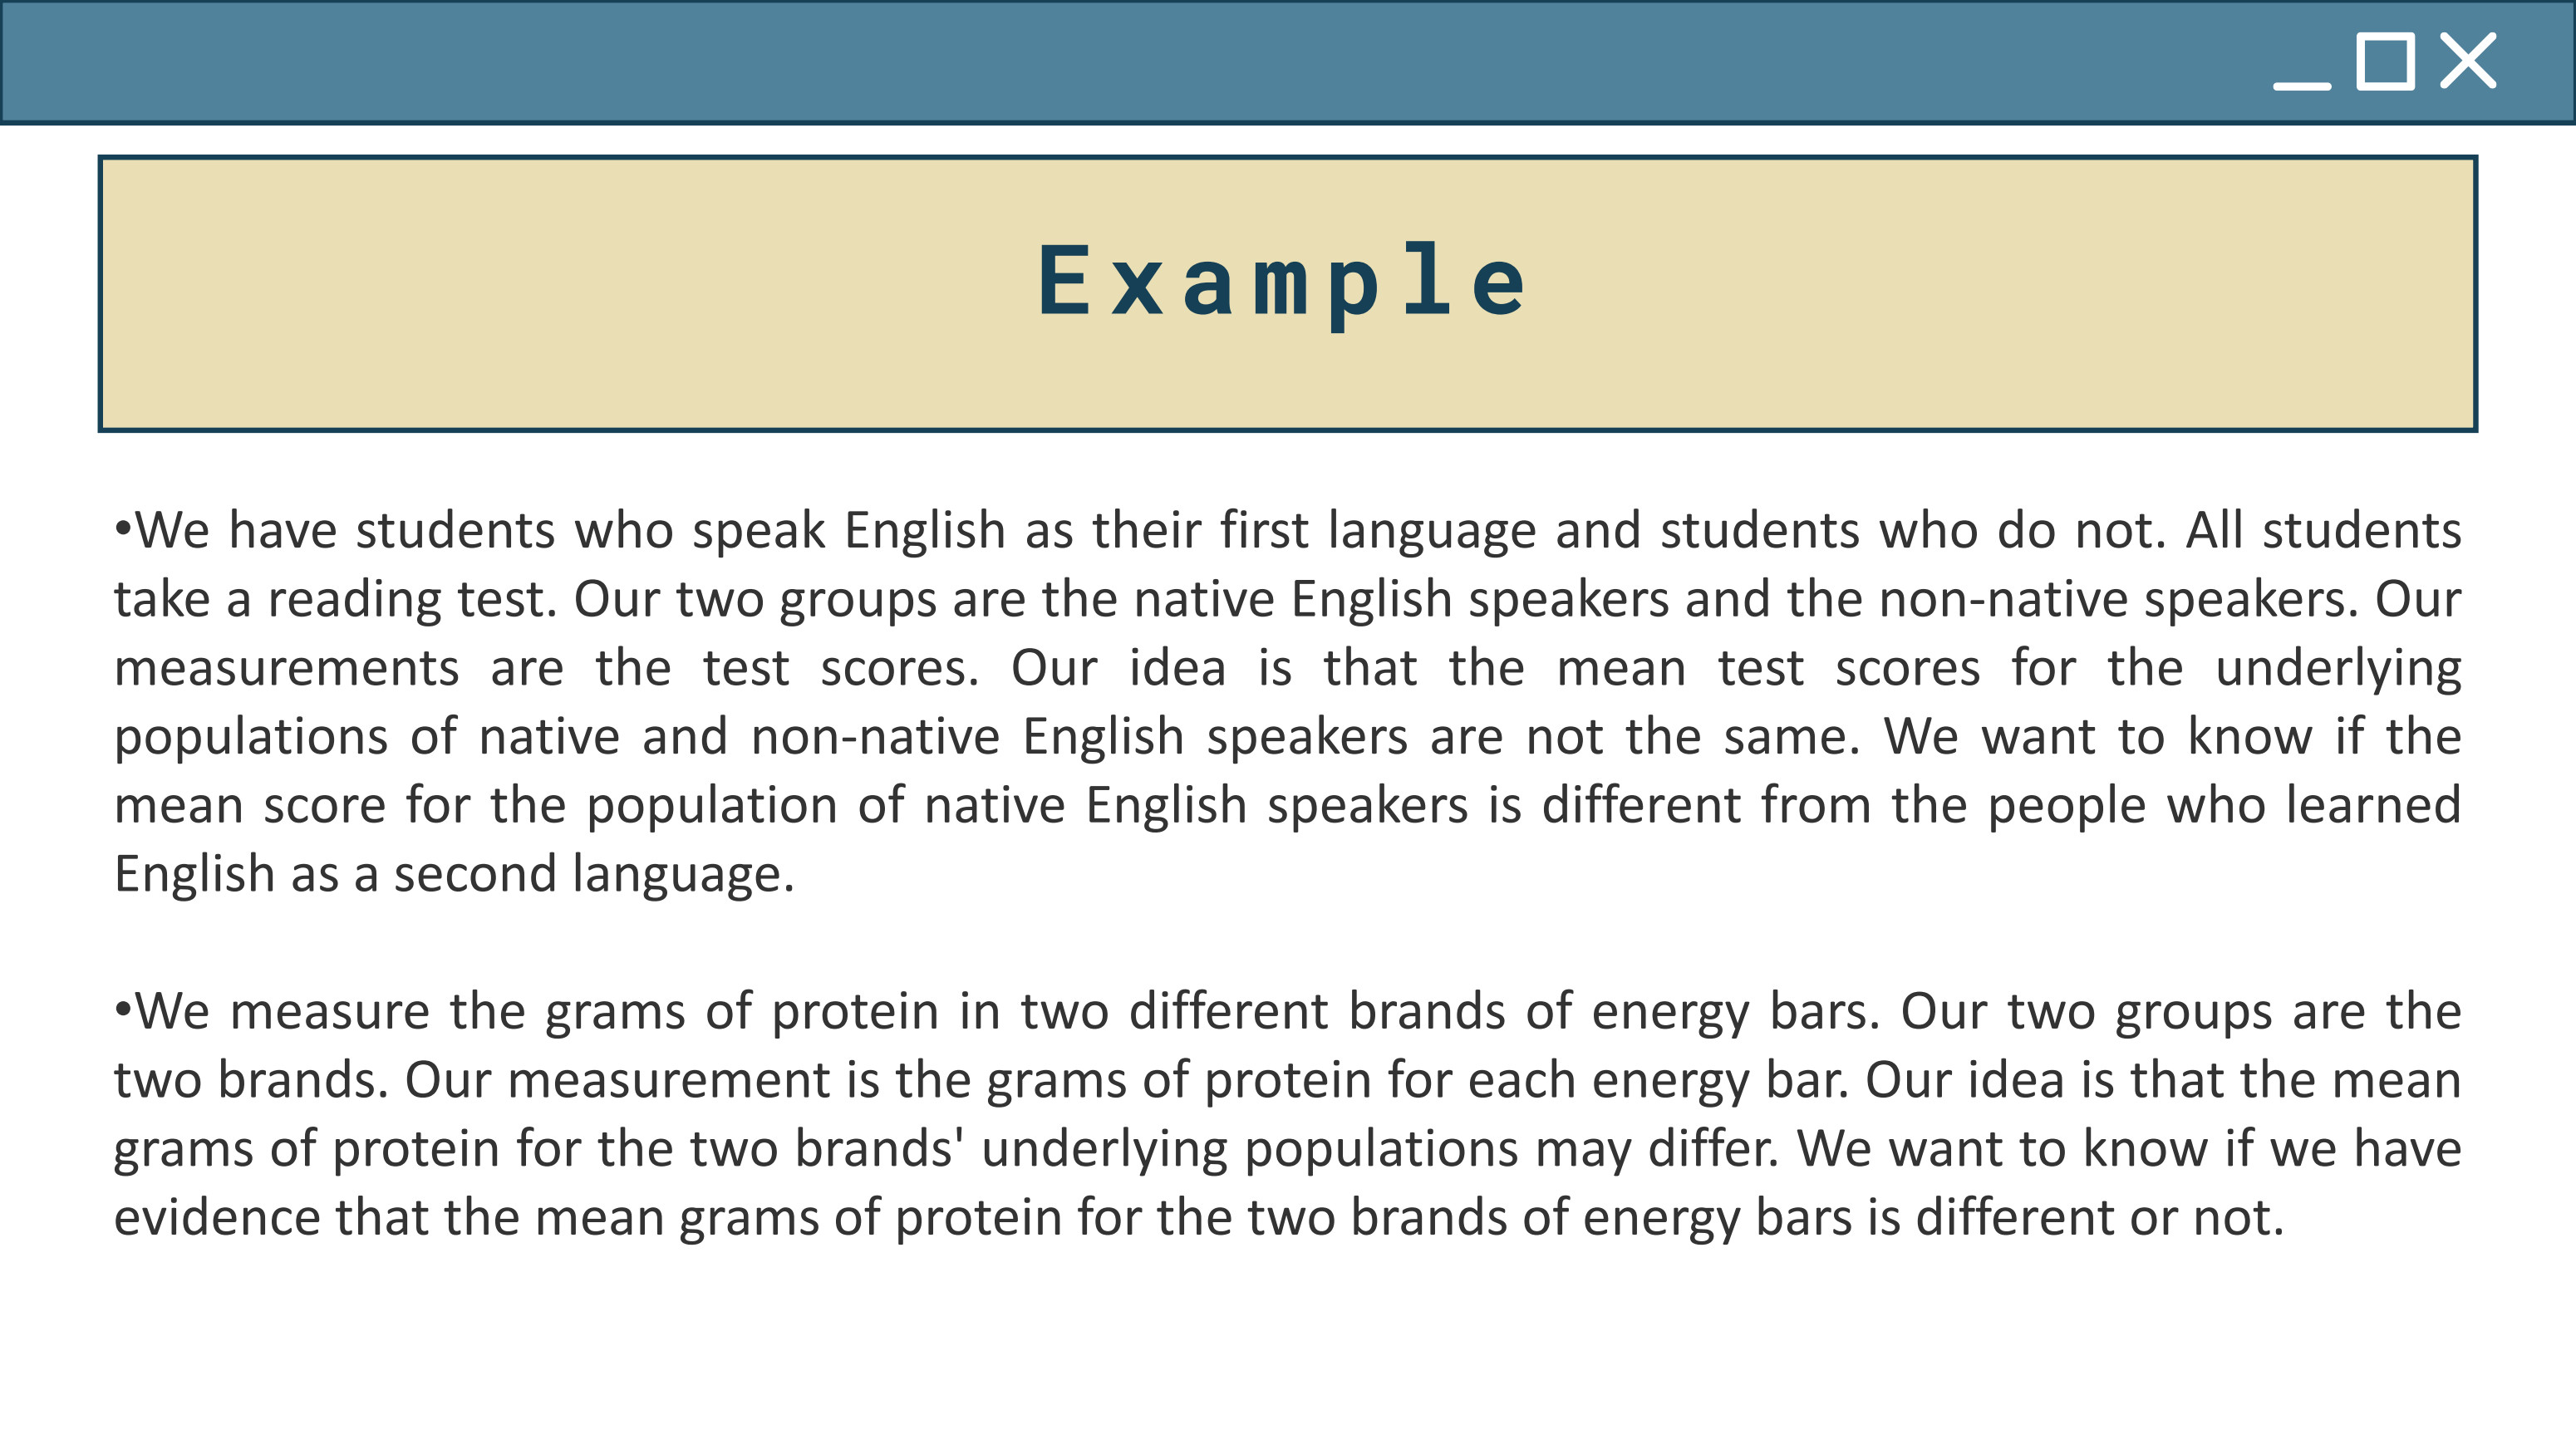 Example
•We have students who speak English as their first language and students who do not. All students
take a reading test. Our two groups are the native English speakers and the non-native speakers. Our
measurements are the test scores. Our idea is that the mean test scores for the underlying
populations of native and non-native English speakers are not the same. We want to know if the
mean score for the population of native English speakers is different from the people who learned
English as a second language.
•We measure the grams of protein in two different brands of energy bars. Our two groups are the
two brands. Our measurement is the grams of protein for each energy bar. Our idea is that the mean
grams of protein for the two brands' underlying populations may differ. We want to know if we have
evidence that the mean grams of protein for the two brands of energy bars is different or not.